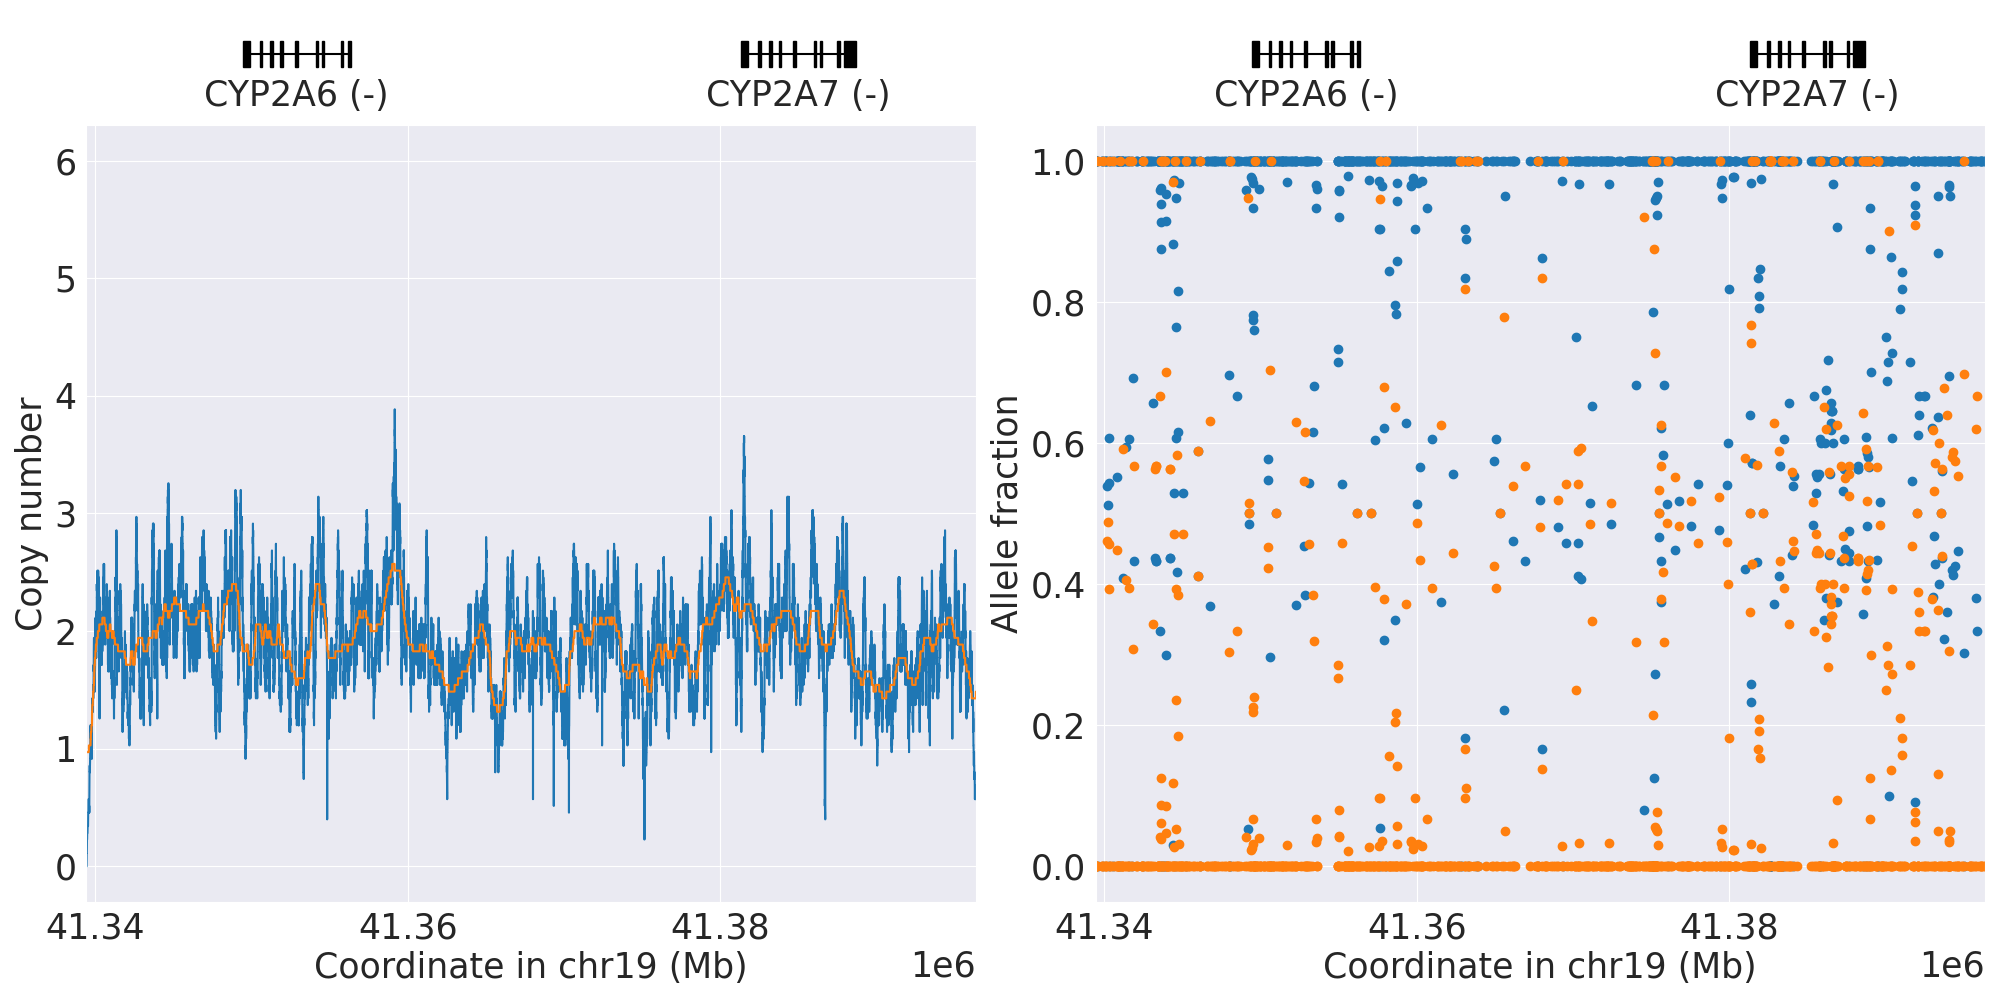 CYP2A6 (-)
CYP2A7 (-)
Copy number
6
5
4
3
2
1
0
41.34
41.36
41.38
Coordinate in chr19 (Mb)
1e6
CYP2A6 (-)
CYP2A7 (-)
Allele fraction
1.0
0.8
0.6
0.4
0.2
0.0
41.34
41.36
41.38
Coordinate in chr19 (Mb)
1e6